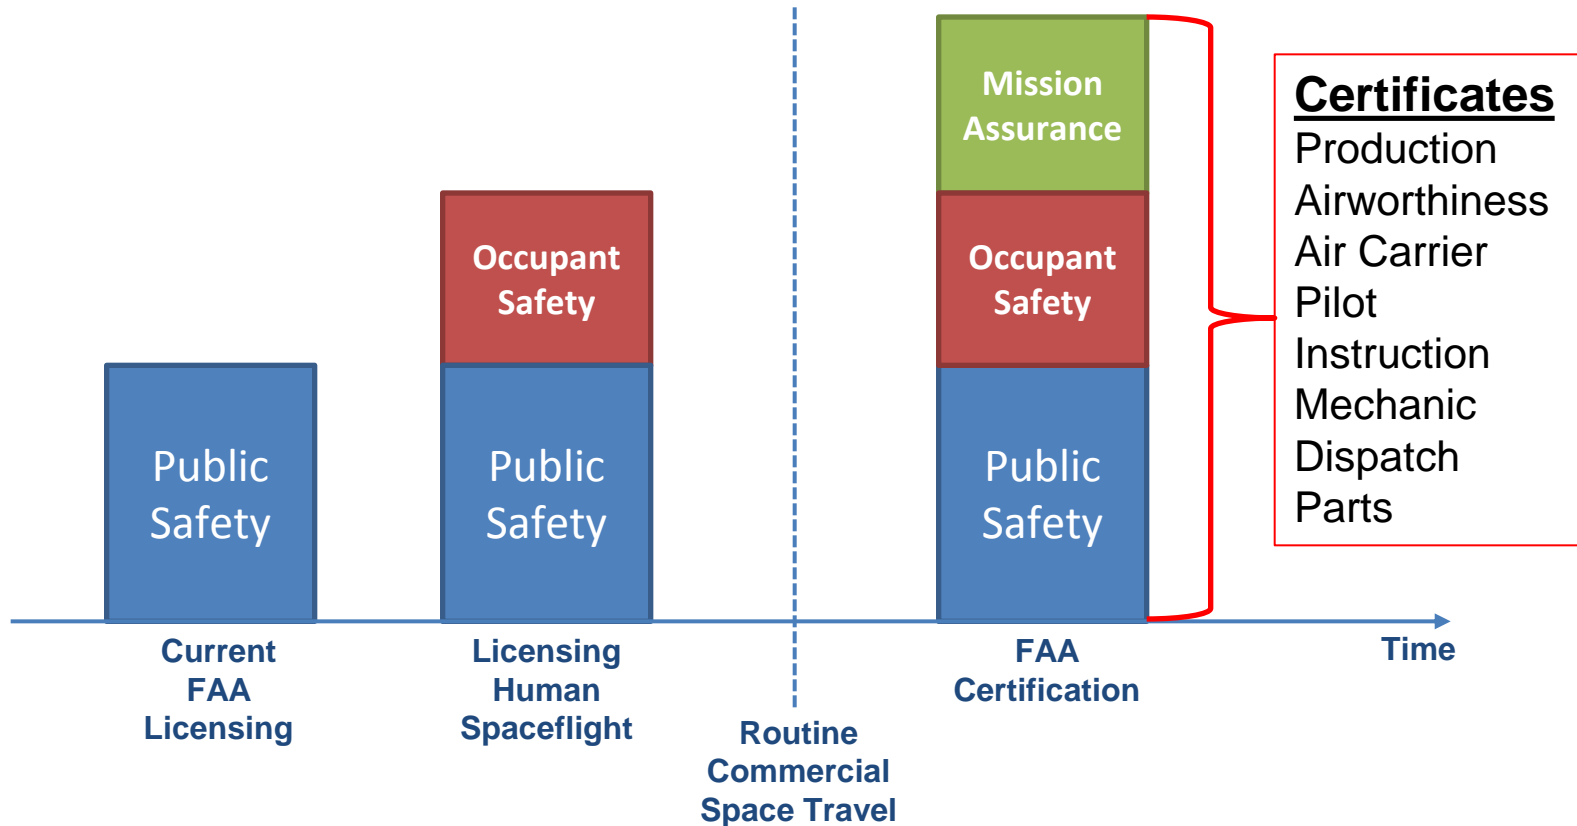 Mission
Assurance
Occupant
Safety
Occupant
Safety
Public
Safety
Public
Safety
Public
Safety
Certificates
Production
Airworthiness
Air Carrier
Pilot
Instruction
Mechanic
Dispatch
Parts
Current
FAA
Licensing
Licensing
Human
Spaceflight
Routine
Commercial
Space Travel
FAA
Certification
Time